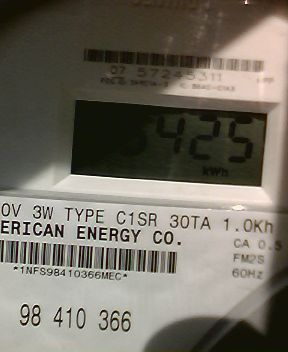 07 57245311
425
kWh
0V 3W TYPE C1SR 30TA 1.0Kh
ERICAN ENERGY CO.
CA 0.5
FM2S
60Hz
*1NFS98410366MEC*
98 410 366